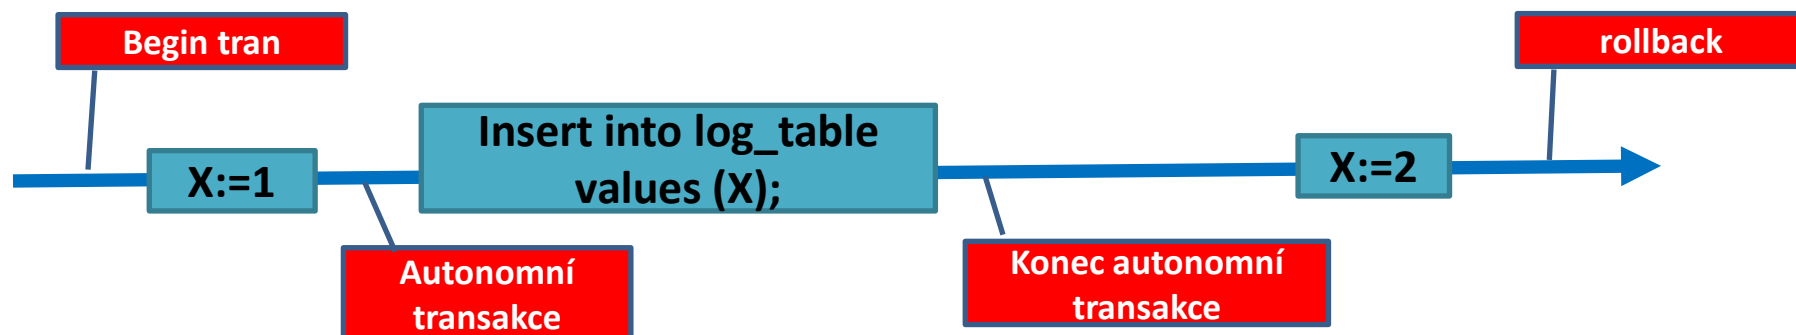 Begin tran
rollback
X:=1
Insert into log_table
values (X);
X:=2
Autonomní
transakce
Konec autonomní
transakce